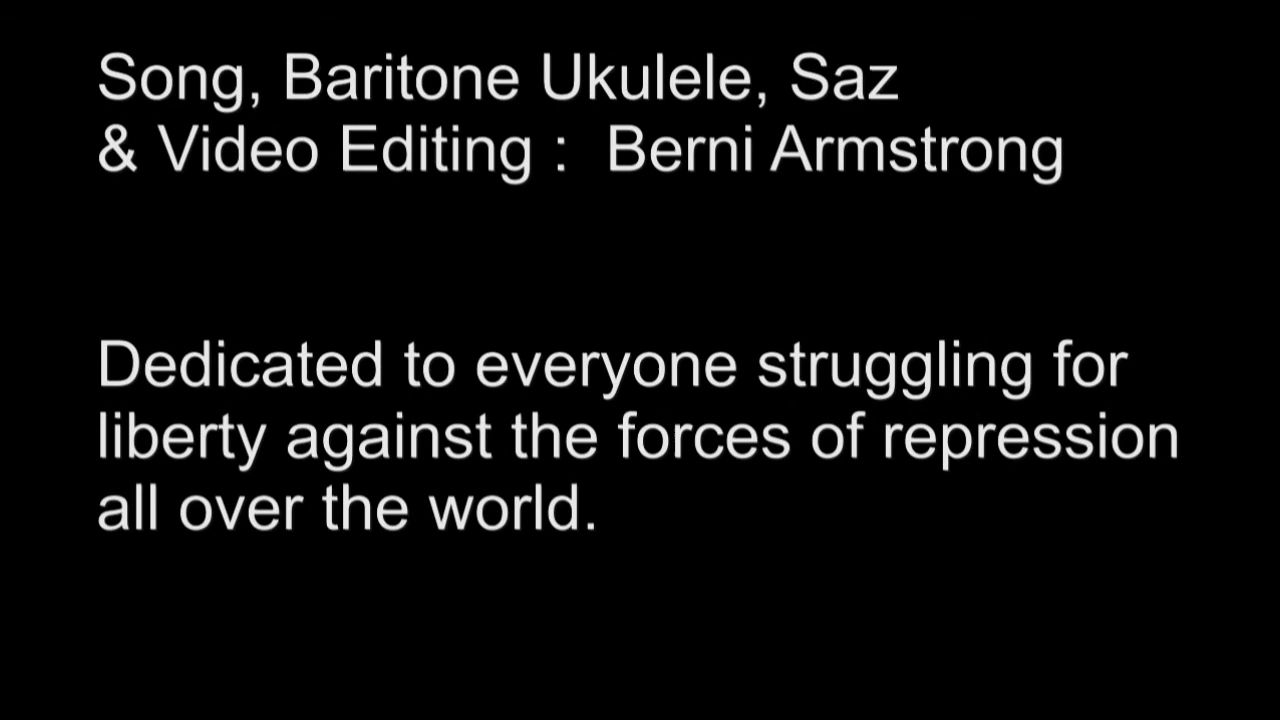 Song, Baritone Ukulele, Saz
& Video Editing :  Berni Armstrong
Dedicated to everyone struggling for
liberty against the forces of repression
all over the world.